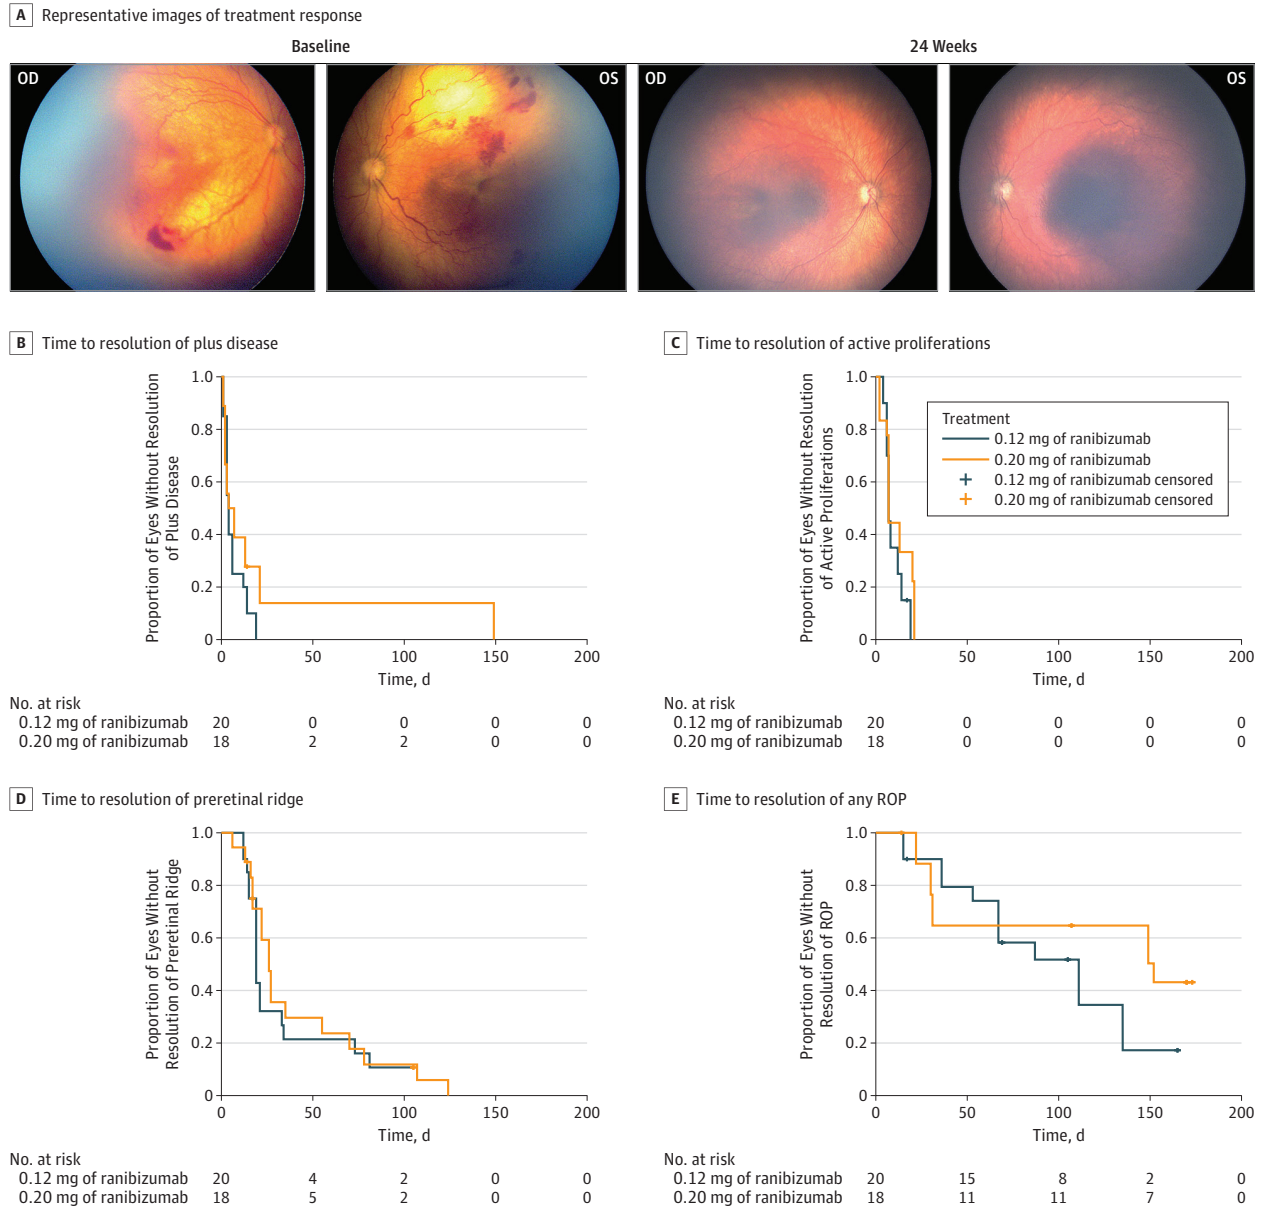 A Representative images of treatment response
Baseline
24 Weeks
OD
OS
OD
OS
B Time to resolution of plus disease
Proportion of Eyes Without Resolution
of Plus Disease
1.0
0.8
0.6
0.4
0.2
0
0 50 100 150 200
Time, d
No. at risk
0.12 mg of ranibizumab 20 0 0 0 0
0.20 mg of ranibizumab 18 2 2 0 0
C Time to resolution of active proliferations
Proportion of Eyes Without Resolution
of Active Proliferations
1.0
0.8
0.6
0.4
0.2
0
Treatment
0.12 mg of ranibizumab
0.20 mg of ranibizumab
0.12 mg of ranibizumab censored
0.20 mg of ranibizumab censored
0 50 100 150 200
Time, d
No. at risk
0.12 mg of ranibizumab 20 0 0 0 0
0.20 mg of ranibizumab 18 0 0 0 0
D Time to resolution of preretinal ridge
Proportion of Eyes Without
Resolution of Preretinal Ridge
1.0
0.8
0.6
0.4
0.2
0
0 50 100 150 200
Time, d
No. at risk
0.12 mg of ranibizumab 20 4 2 0 0
0.20 mg of ranibizumab 18 5 2 0 0
E Time to resolution of any ROP
Proportion of Eyes Without
Resolution of ROP
1.0
0.8
0.6
0.4
0.2
0
0 50 100 150 200
Time, d
No. at risk
0.12 mg of ranibizumab 20 15 8 2 0
0.20 mg of ranibizumab 18 11 11 7 0